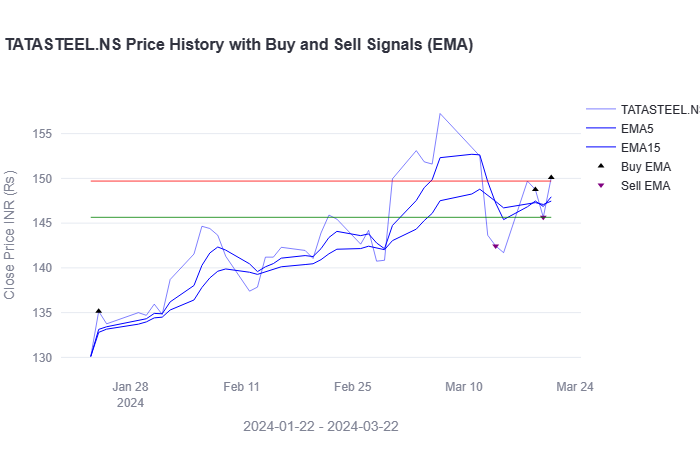 TATASTEEL.NS Price History with Buy and Sell Signals (EMA)
Close Price INR (Rs)
155
150
145
140
135
130
Jan 28
2024
Feb 11
Feb 25
Mar 10
Mar 24
2024-01-22 - 2024-03-22
TATASTEEL.N
EMA5
EMA15
Buy EMA
Sell EMA